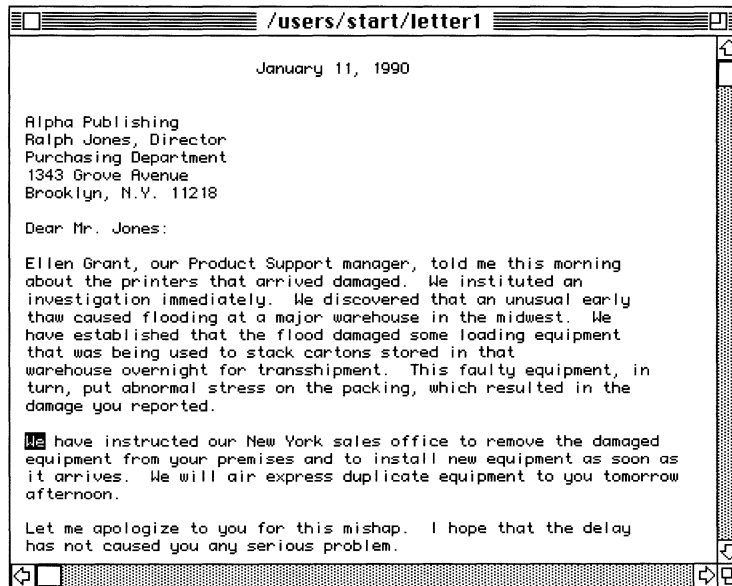 /users/start/letter1
January 11, 1990
Alpha Publishing
Ralph Jones, Director
Purchasing Department
1343 Grove Avenue
Brooklyn, N.Y. 11218
Dear Mr. Jones:
Ellen Grant, our Product Support manager, told me this morning
about the printers that arrived damaged.  We instituted an
investigation immediately.  We discovered that an unusual early
thaw caused flooding at a major warehouse in the midwest.  We
have established that the flood damaged some loading equipment
that was being used to stack cartons stored in that
warehouse overnight for transshipment.  This faulty equipment, in
turn, put abnormal stress on the packing, which resulted in the
damage you reported.
We have instructed our New York sales office to remove the damaged
equipment from your premises and to install new equipment as soon as
it arrives.  We will air express duplicate equipment to you tomorrow
afternoon.
Let me apologize to you for this mishap.  I hope that the delay
has not caused you any serious problem.